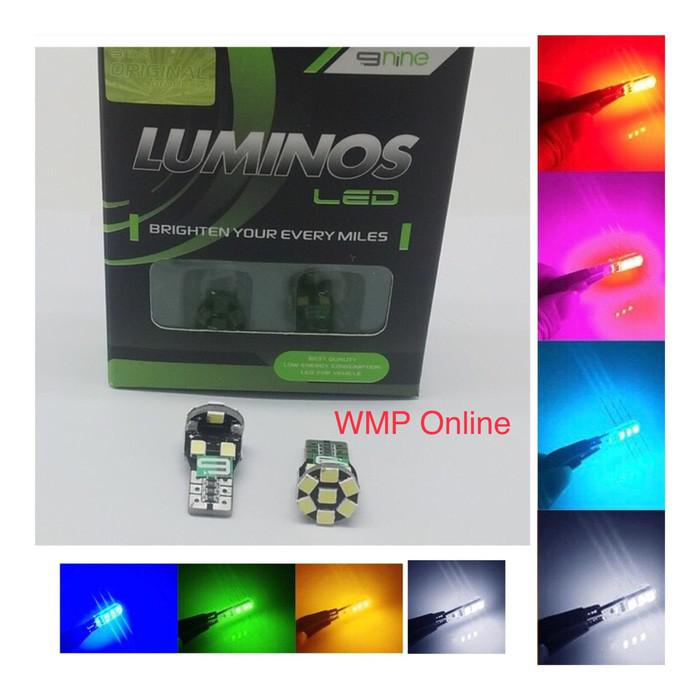 ORIGINAL
9nine
LUMINOS
LED
BRIGHTEN YOUR EVERY MILES
BEST QUALITY
LOW ENERGY CONSUMPTION
LED FOR VEHICLE
WMP Online